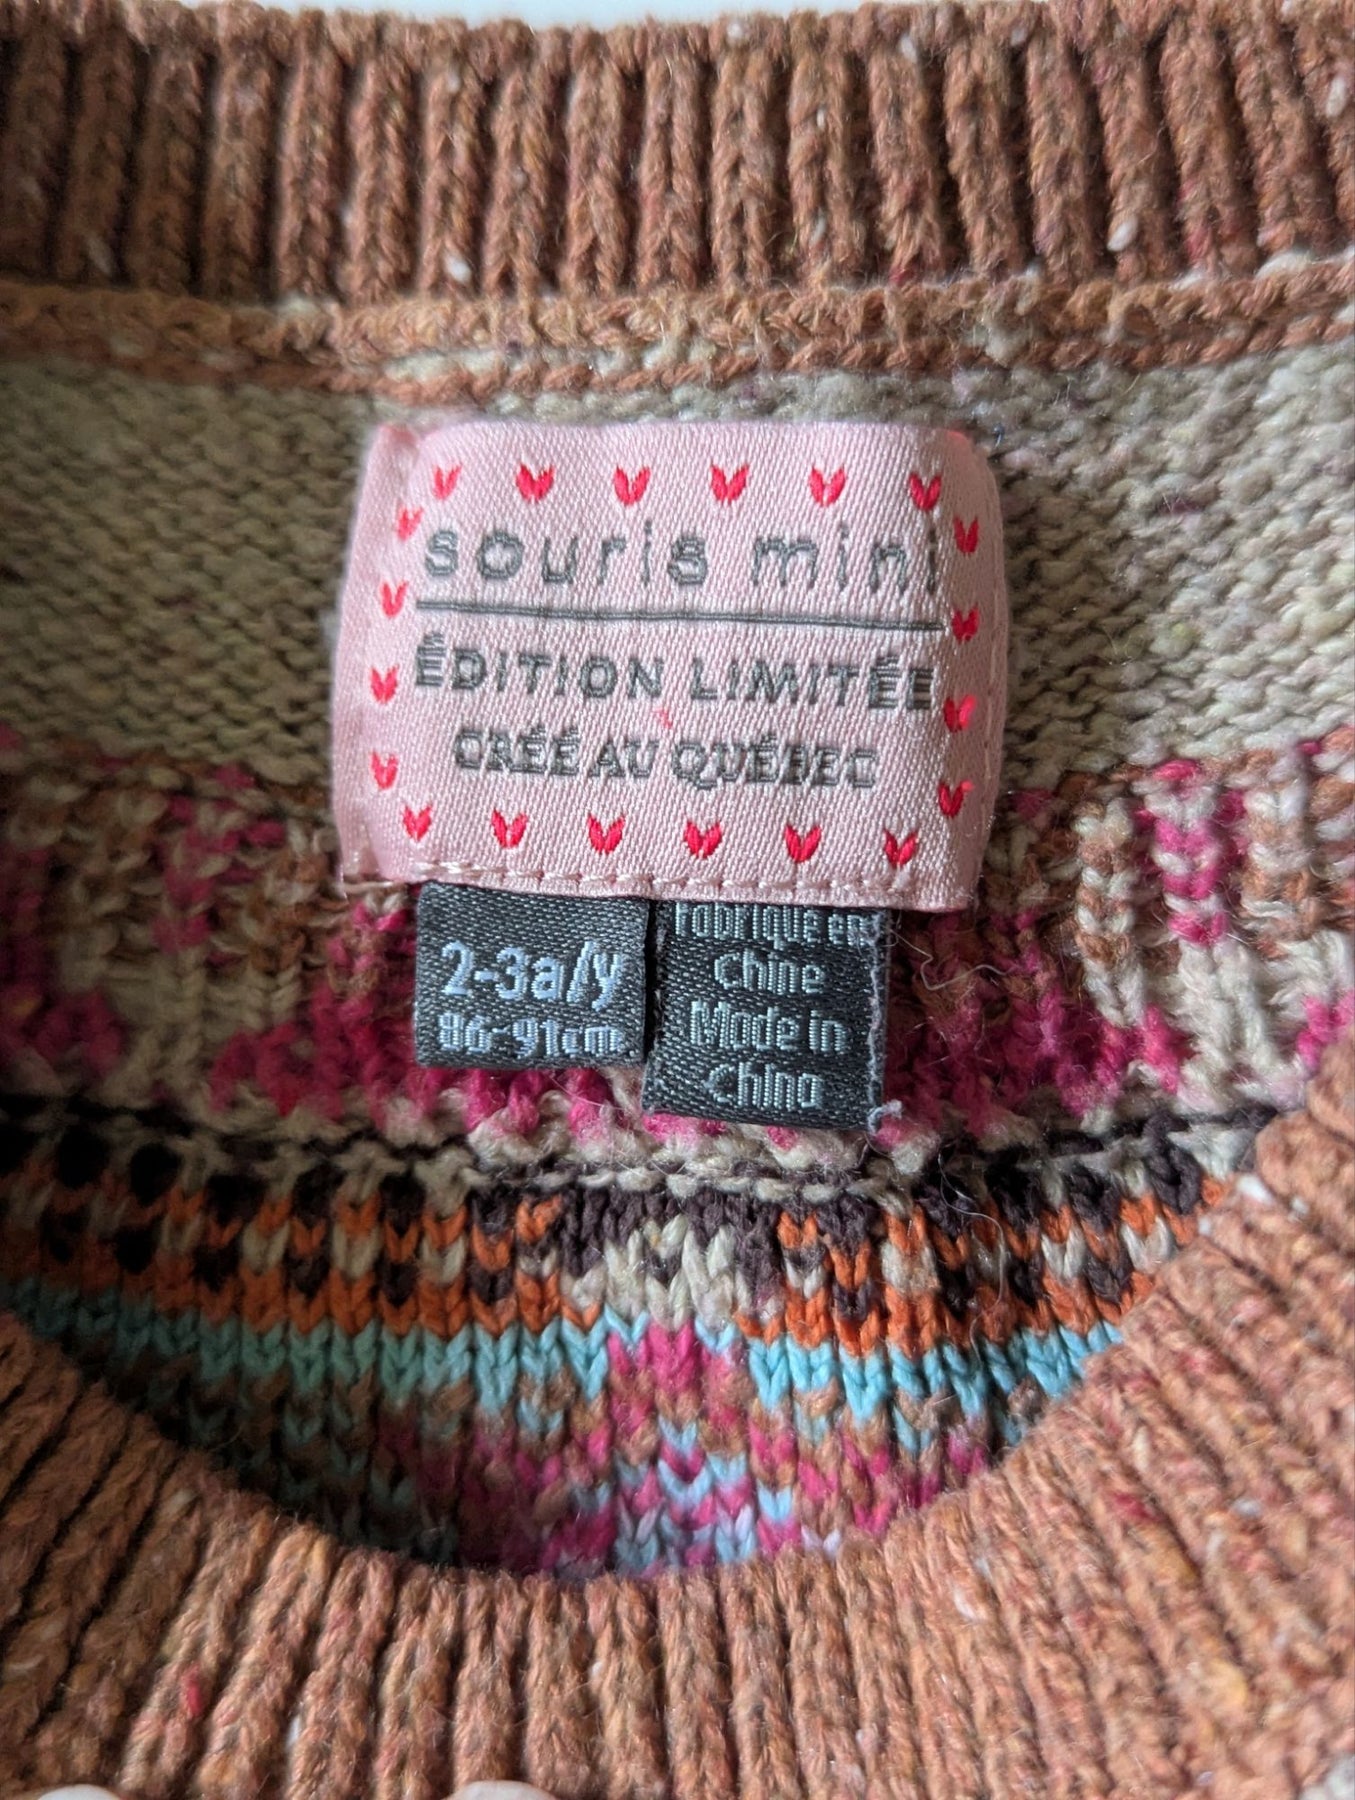 souris mini
ÉDITION LIMITÉE
CRÉÉ AU QUÉBEC
2-3a/y
86-91cm
Fabriqué en
Chine
Made in
China